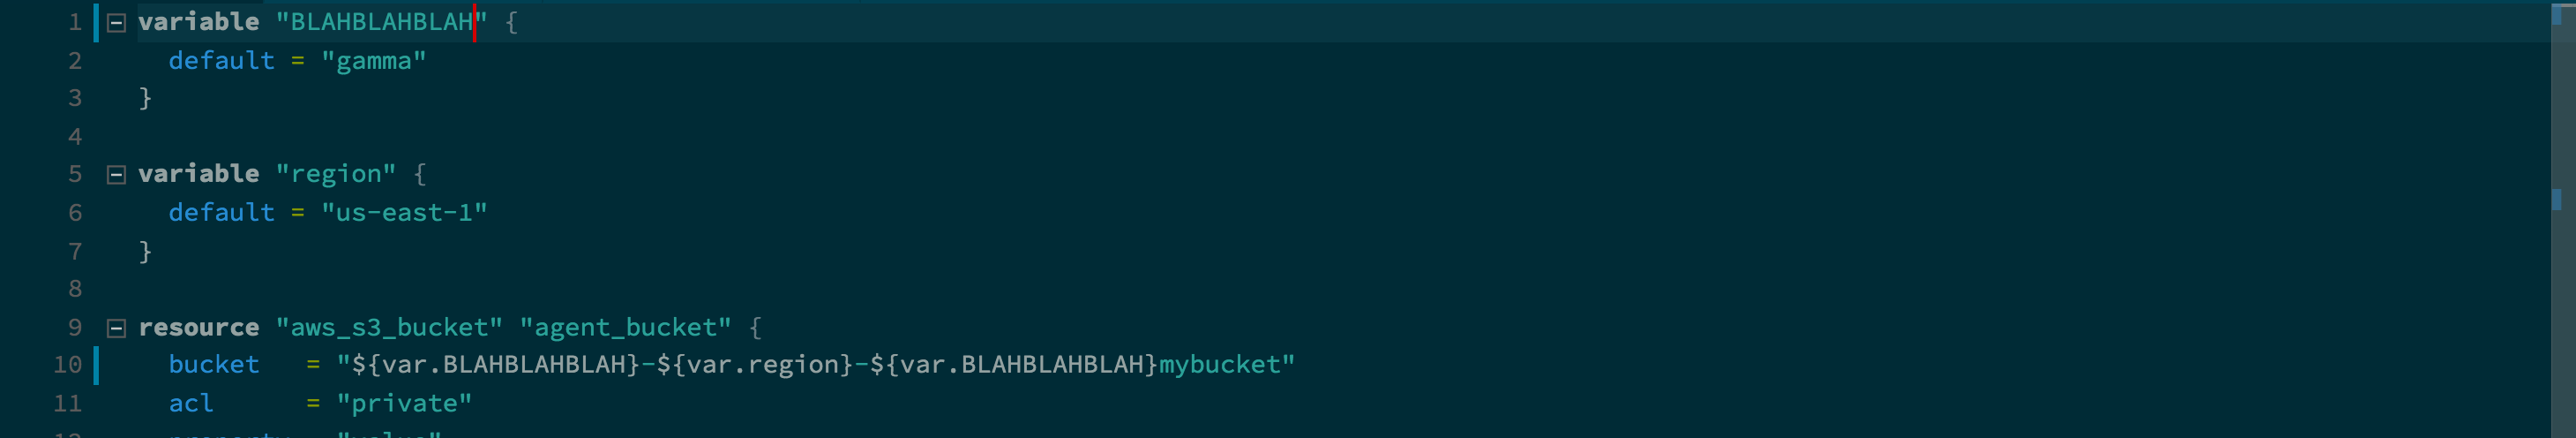 1 variable "BLAHBLAHBLAH" {
2   default = "gamma"
3 }
4
5 variable "region" {
6   default = "us-east-1"
7 }
8
9 resource "aws_s3_bucket" "agent_bucket" {
10   bucket   = "${var.BLAHBLAHBLAH}-${var.region}-${var.BLAHBLAHBLAH}mybucket"
11   acl      = "private"